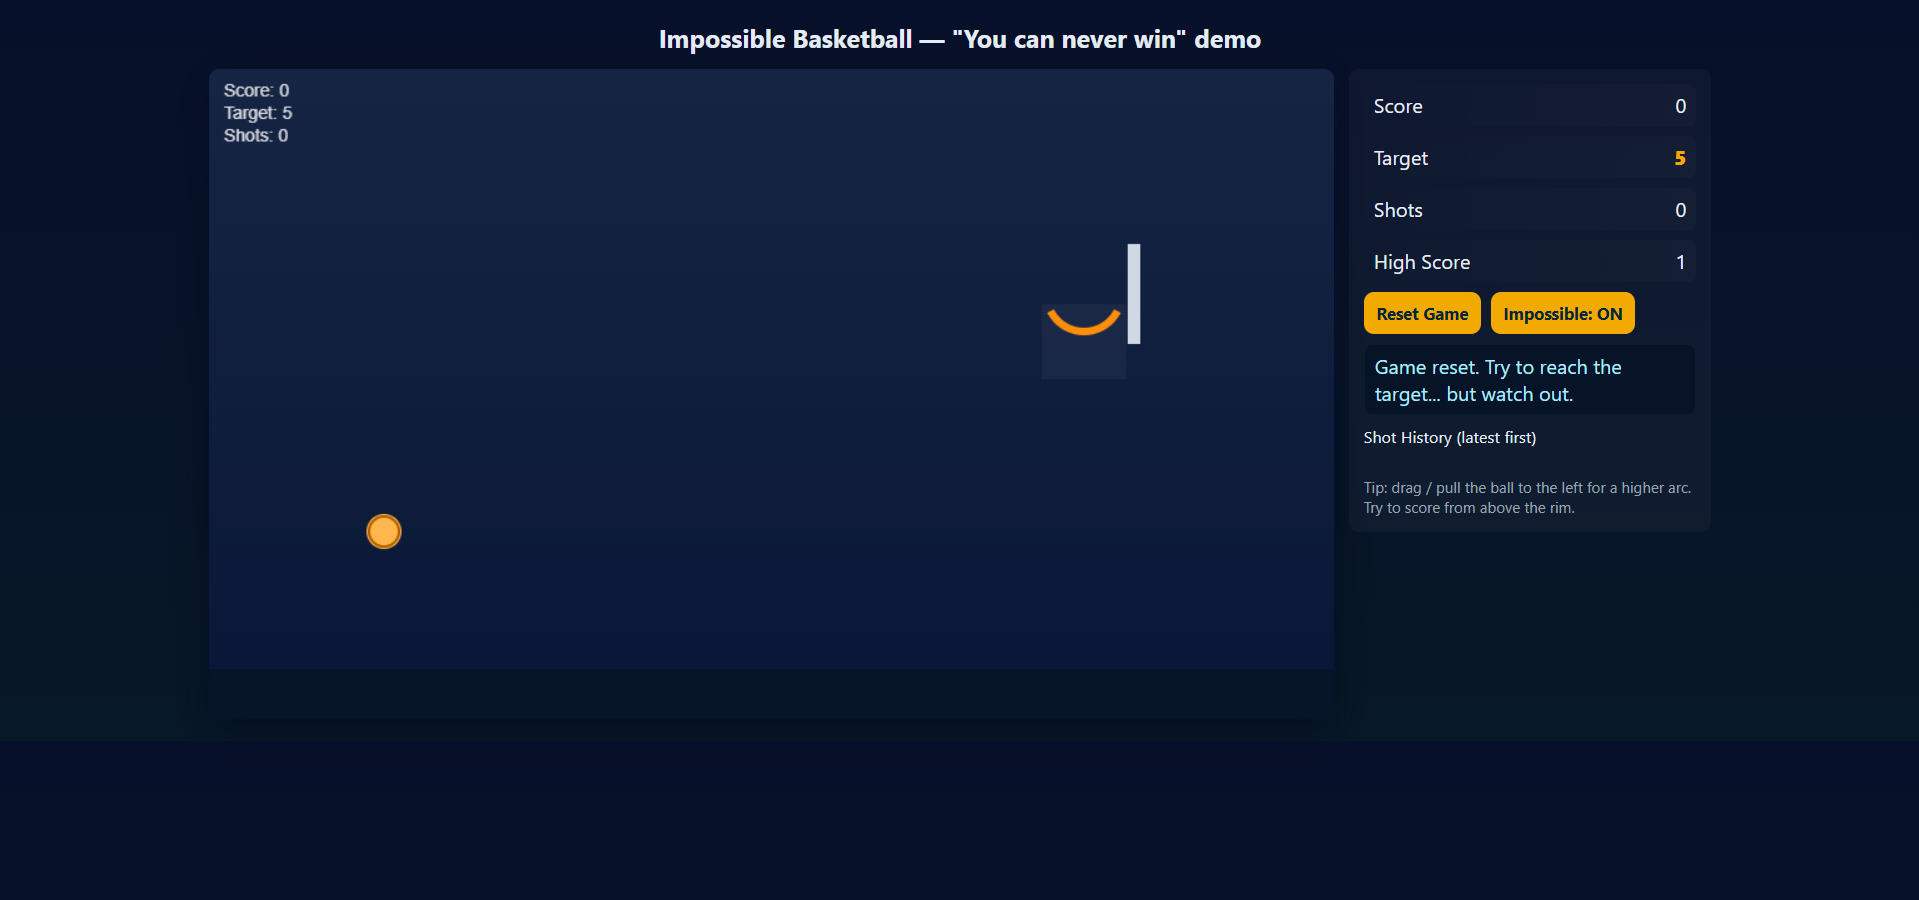 Impossible Basketball — "You can never win" demo
Score: 0
Target: 5
Shots: 0
Score 0
Target 5
Shots 0
High Score 1
Reset Game Impossible: ON
Game reset. Try to reach the
target... but watch out.
Shot History (latest first)
Tip: drag / pull the ball to the left for a higher arc.
Try to score from above the rim.